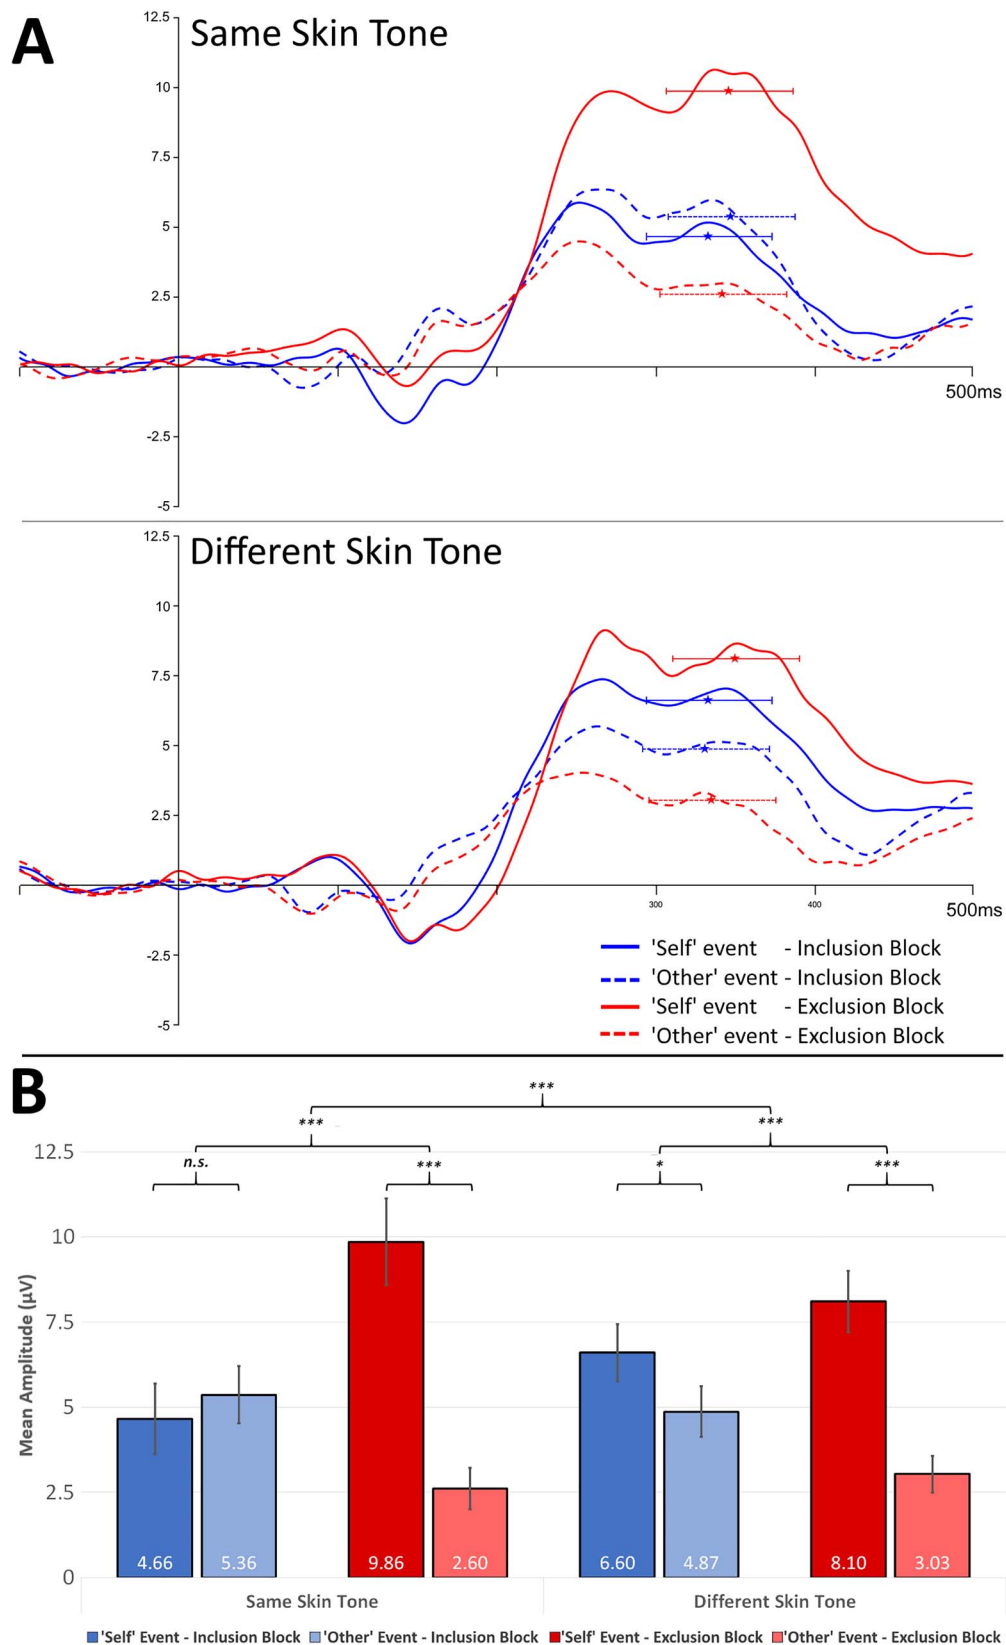 A
Same Skin Tone
12.5
10
7.5
5
2.5
-2.5
-5
500ms
Different Skin Tone
12.5
10
7.5
5
2.5
-2.5
-5
300
400
500ms
'Self' event - Inclusion Block
'Other' event - Inclusion Block
'Self' event - Exclusion Block
'Other' event - Exclusion Block
B
***
*** ***
n.s. *** * ***
12.5
10
7.5
5
2.5
0
Mean Amplitude (µV)
4.66 5.36 9.86 2.60 6.60 4.87 8.10 3.03
Same Skin Tone Different Skin Tone
'Self' Event - Inclusion Block 'Other' Event - Inclusion Block 'Self' Event - Exclusion Block 'Other' Event - Exclusion Block